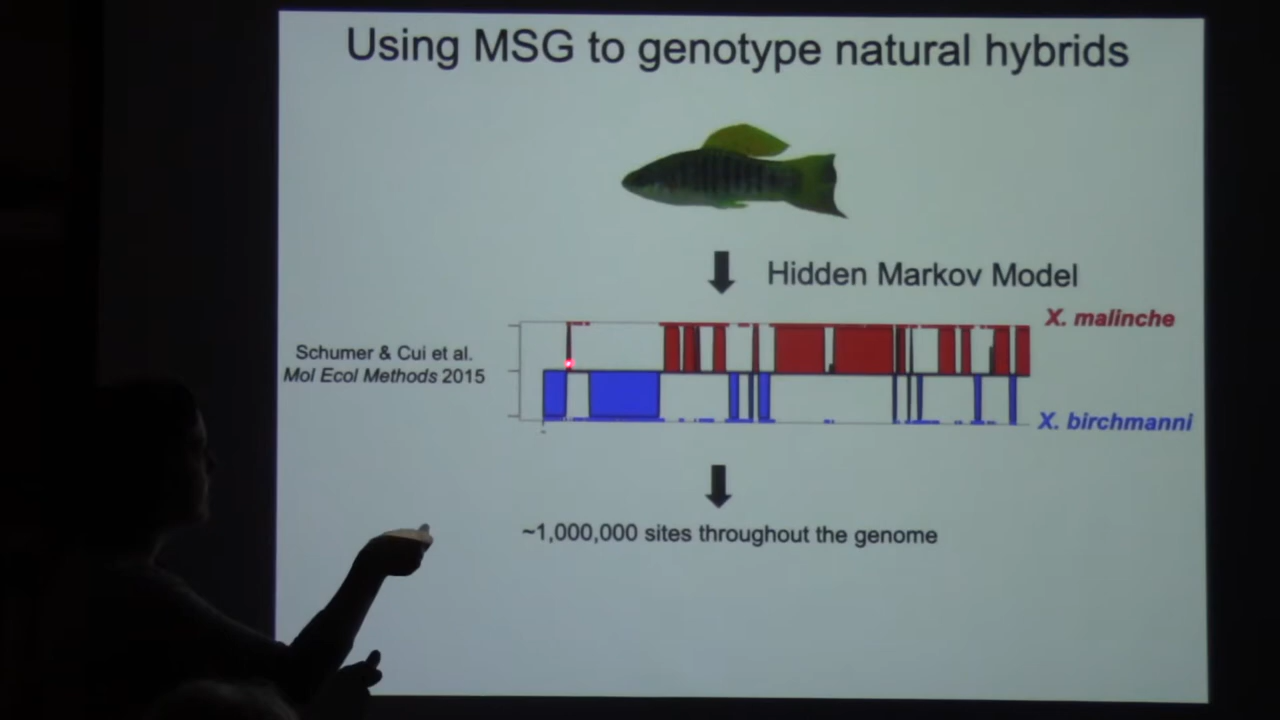 Using MSG to genotype natural hybrids
Hidden Markov Model
X. malinche
Schumer & Cui et al.
Mol Ecol Methods 2015
X. birchmanni
~1,000,000 sites throughout the genome